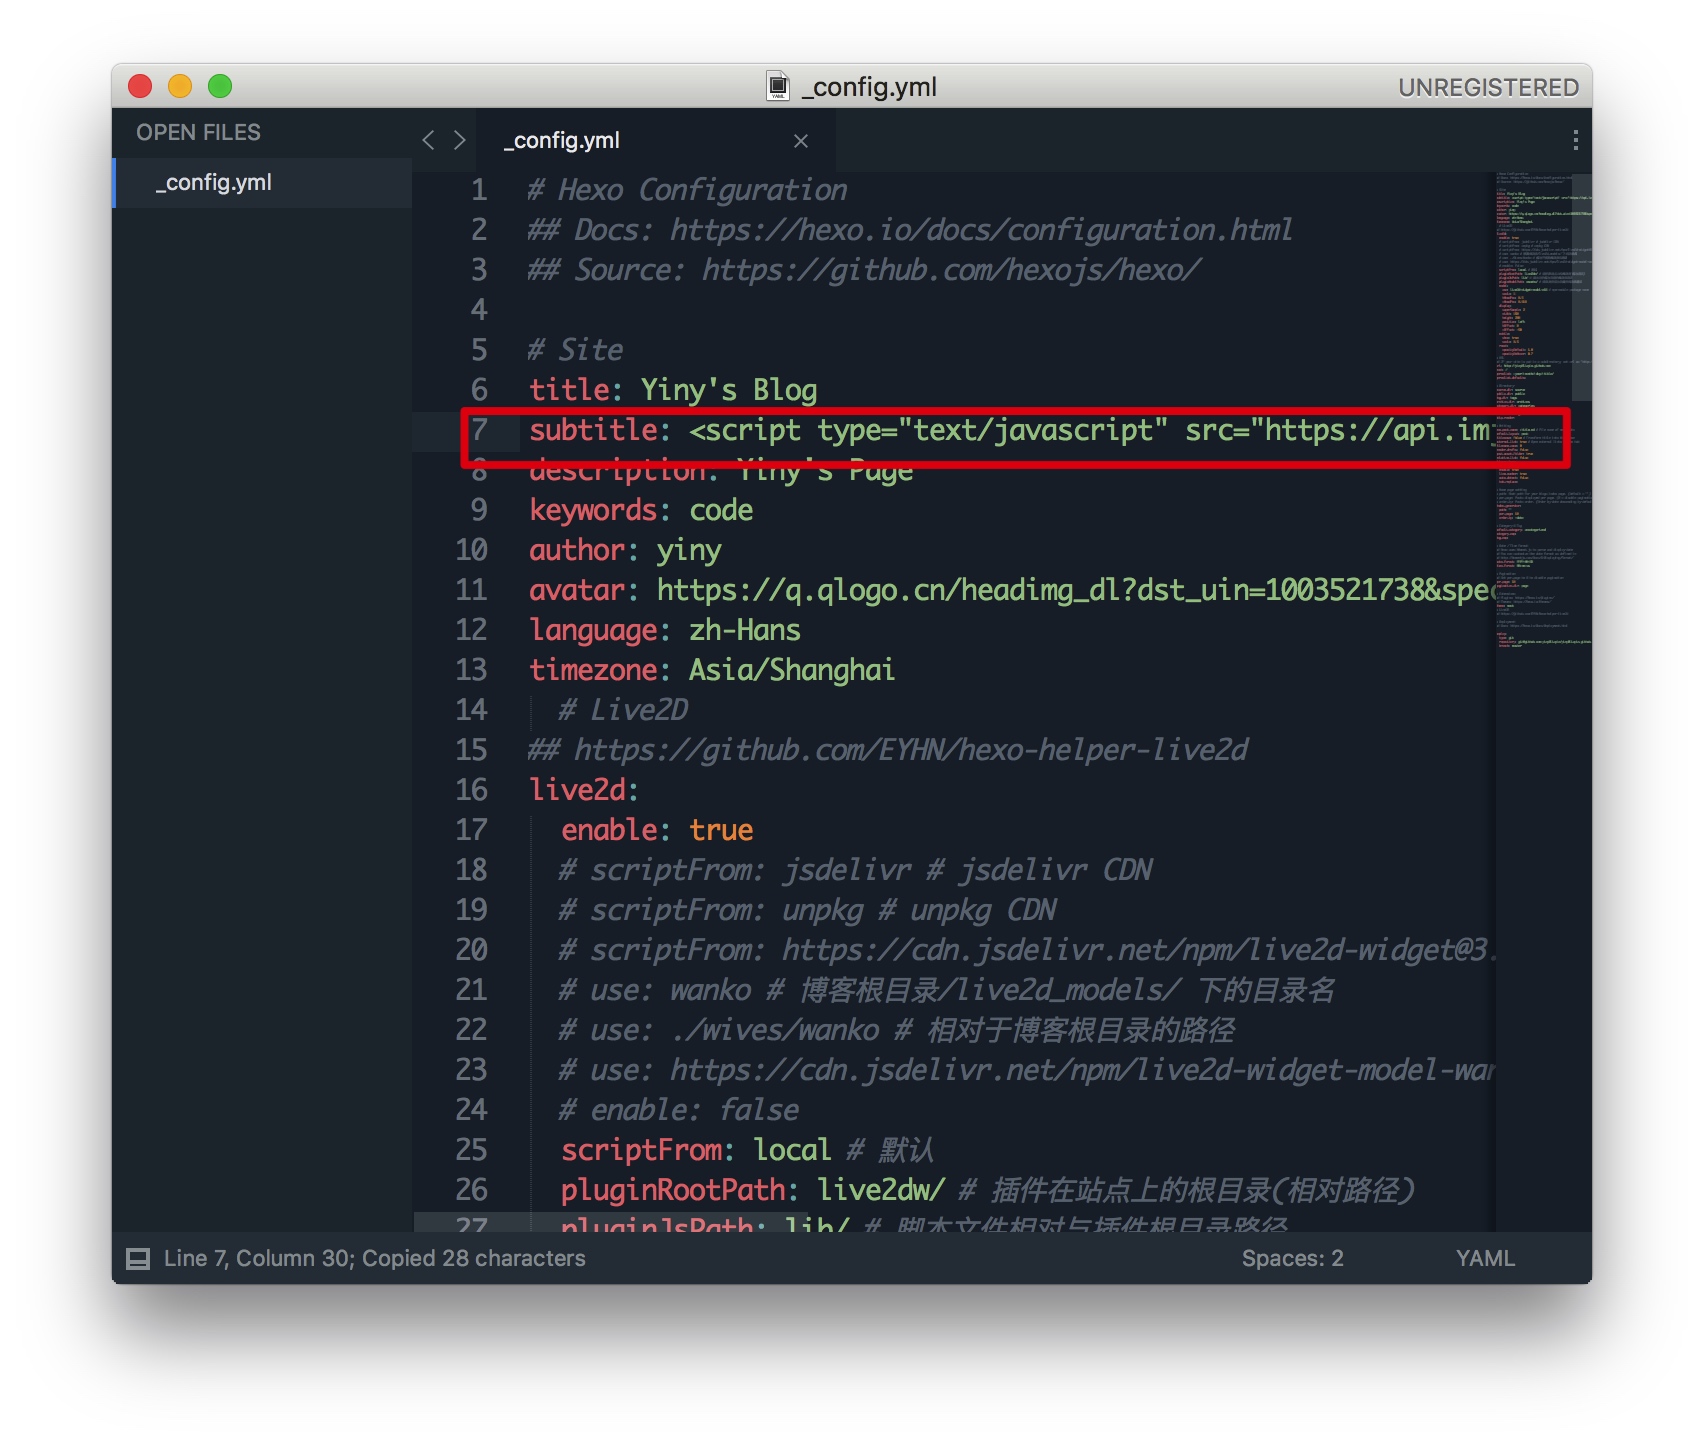 _config.yml
UNREGISTERED
OPEN FILES
_config.yml
_config.yml
1 # Hexo Configuration
2 ## Docs: https://hexo.io/docs/configuration.html
3 ## Source: https://github.com/hexojs/hexo/
4
5 # Site
6 title: Yiny's Blog
7 subtitle: <script type="text/javascript" src="https://api.im
8 description: Yiny's Page
9 keywords: code
10 author: yiny
11 avatar: https://q.qlogo.cn/headimg_dl?dst_uin=1003521738&spec
12 language: zh-Hans
13 timezone: Asia/Shanghai
14 # Live2D
15 ## https://github.com/EYHN/hexo-helper-live2d
16 live2d:
17 enable: true
18 # scriptFrom: jsdelivr # jsdelivr CDN
19 # scriptFrom: unpkg # unpkg CDN
20 # scriptFrom: https://cdn.jsdelivr.net/npm/live2d-widget@3.
21 # use: wanko # 博客根目录/live2d_models/ 下的目录名
22 # use: ./wives/wanko # 相对于博客根目录的路径
23 # use: https://cdn.jsdelivr.net/npm/live2d-widget-model-wan
24 # enable: false
25 scriptFrom: local # 默认
26 pluginRootPath: live2dw/ # 插件在站点上的根目录(相对路径)
27 pluginJsPath: lib/ # 脚本文件相对与插件根目录路径
Line 7, Column 30; Copied 28 characters
Spaces: 2
YAML